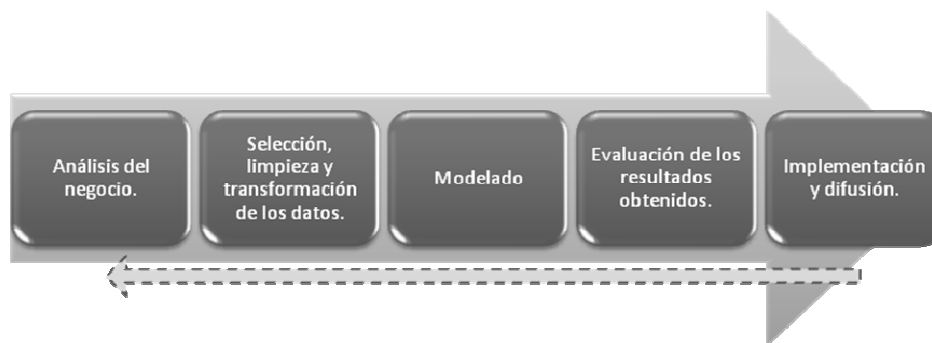 Análisis del
negocio.
Selección,
limpieza y
transformación
de los datos.
Modelado
Evaluación de los
resultados
obtenidos.
Implementación
y difusión.